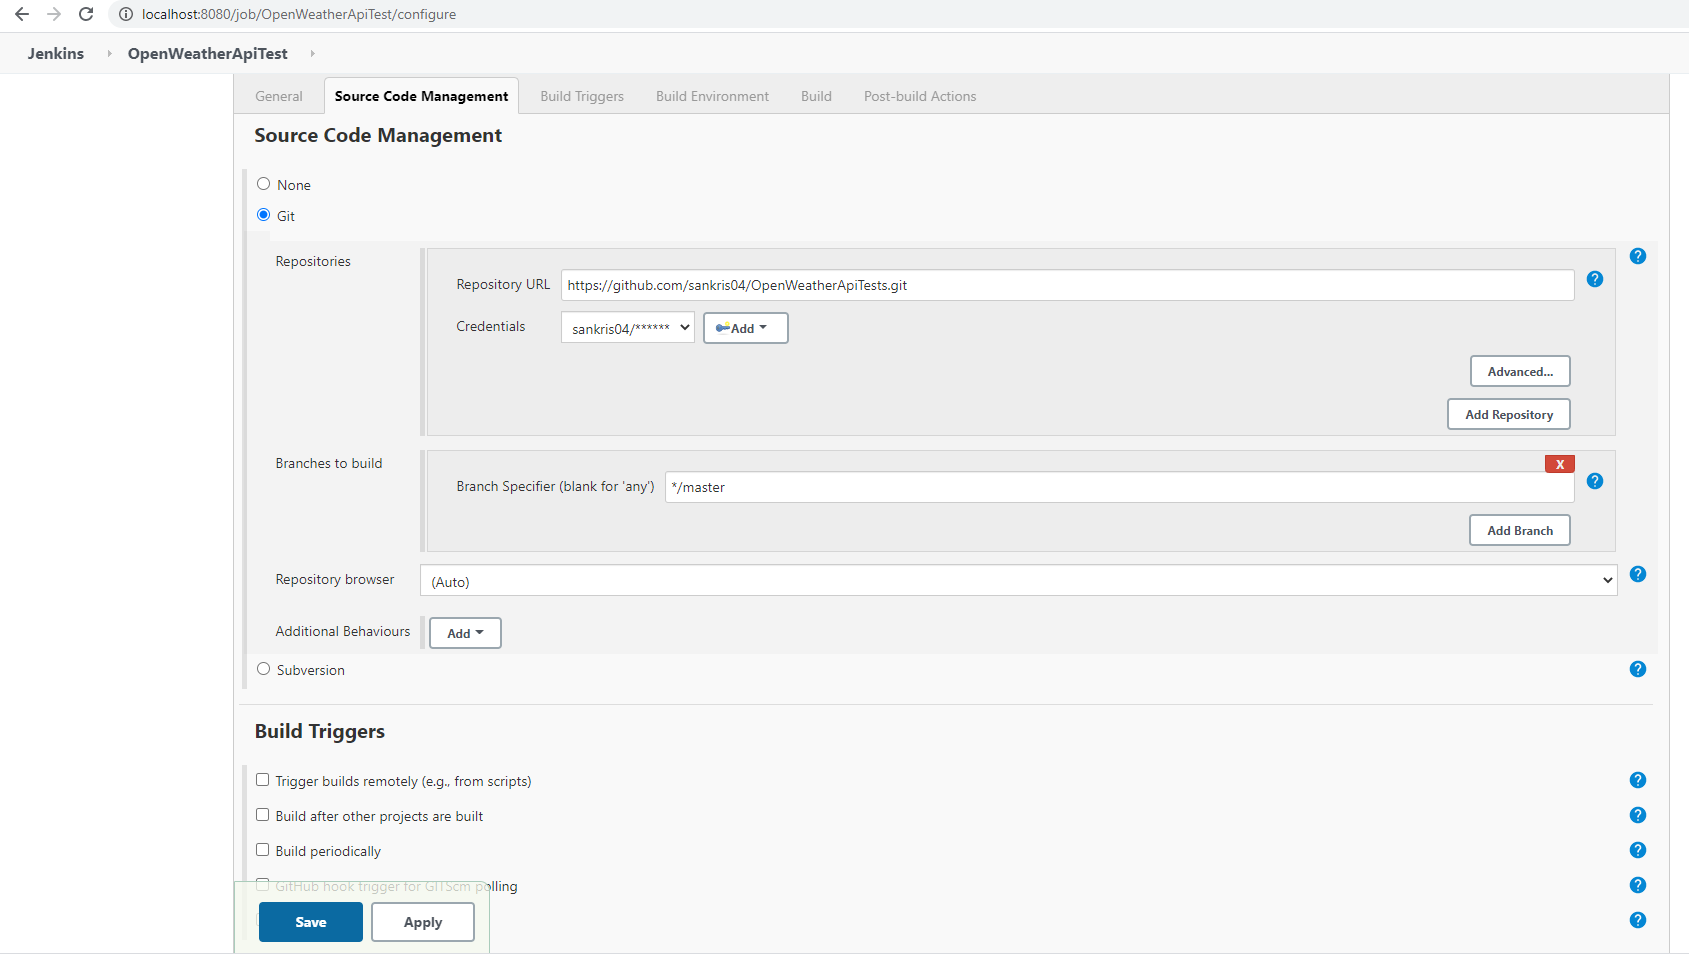 localhost:8080/job/OpenWeatherApiTest/configure
Jenkins OpenWeatherApiTest
General Source Code Management Build Triggers Build Environment Build Post-build Actions
Source Code Management
None
Git
Repositories
?
Repository URL https://github.com/sankris04/OpenWeatherApiTests.git ?
Credentials sankris04/****** Add
Advanced...
Add Repository
Branches to build
X
Branch Specifier (blank for 'any') */master ?
Add Branch
Repository browser (Auto) ?
Additional Behaviours Add
Subversion ?
Build Triggers
Trigger builds remotely (e.g., from scripts) ?
Build after other projects are built ?
Build periodically ?
GitHub hook trigger for GITScm polling ?
Save Apply ?